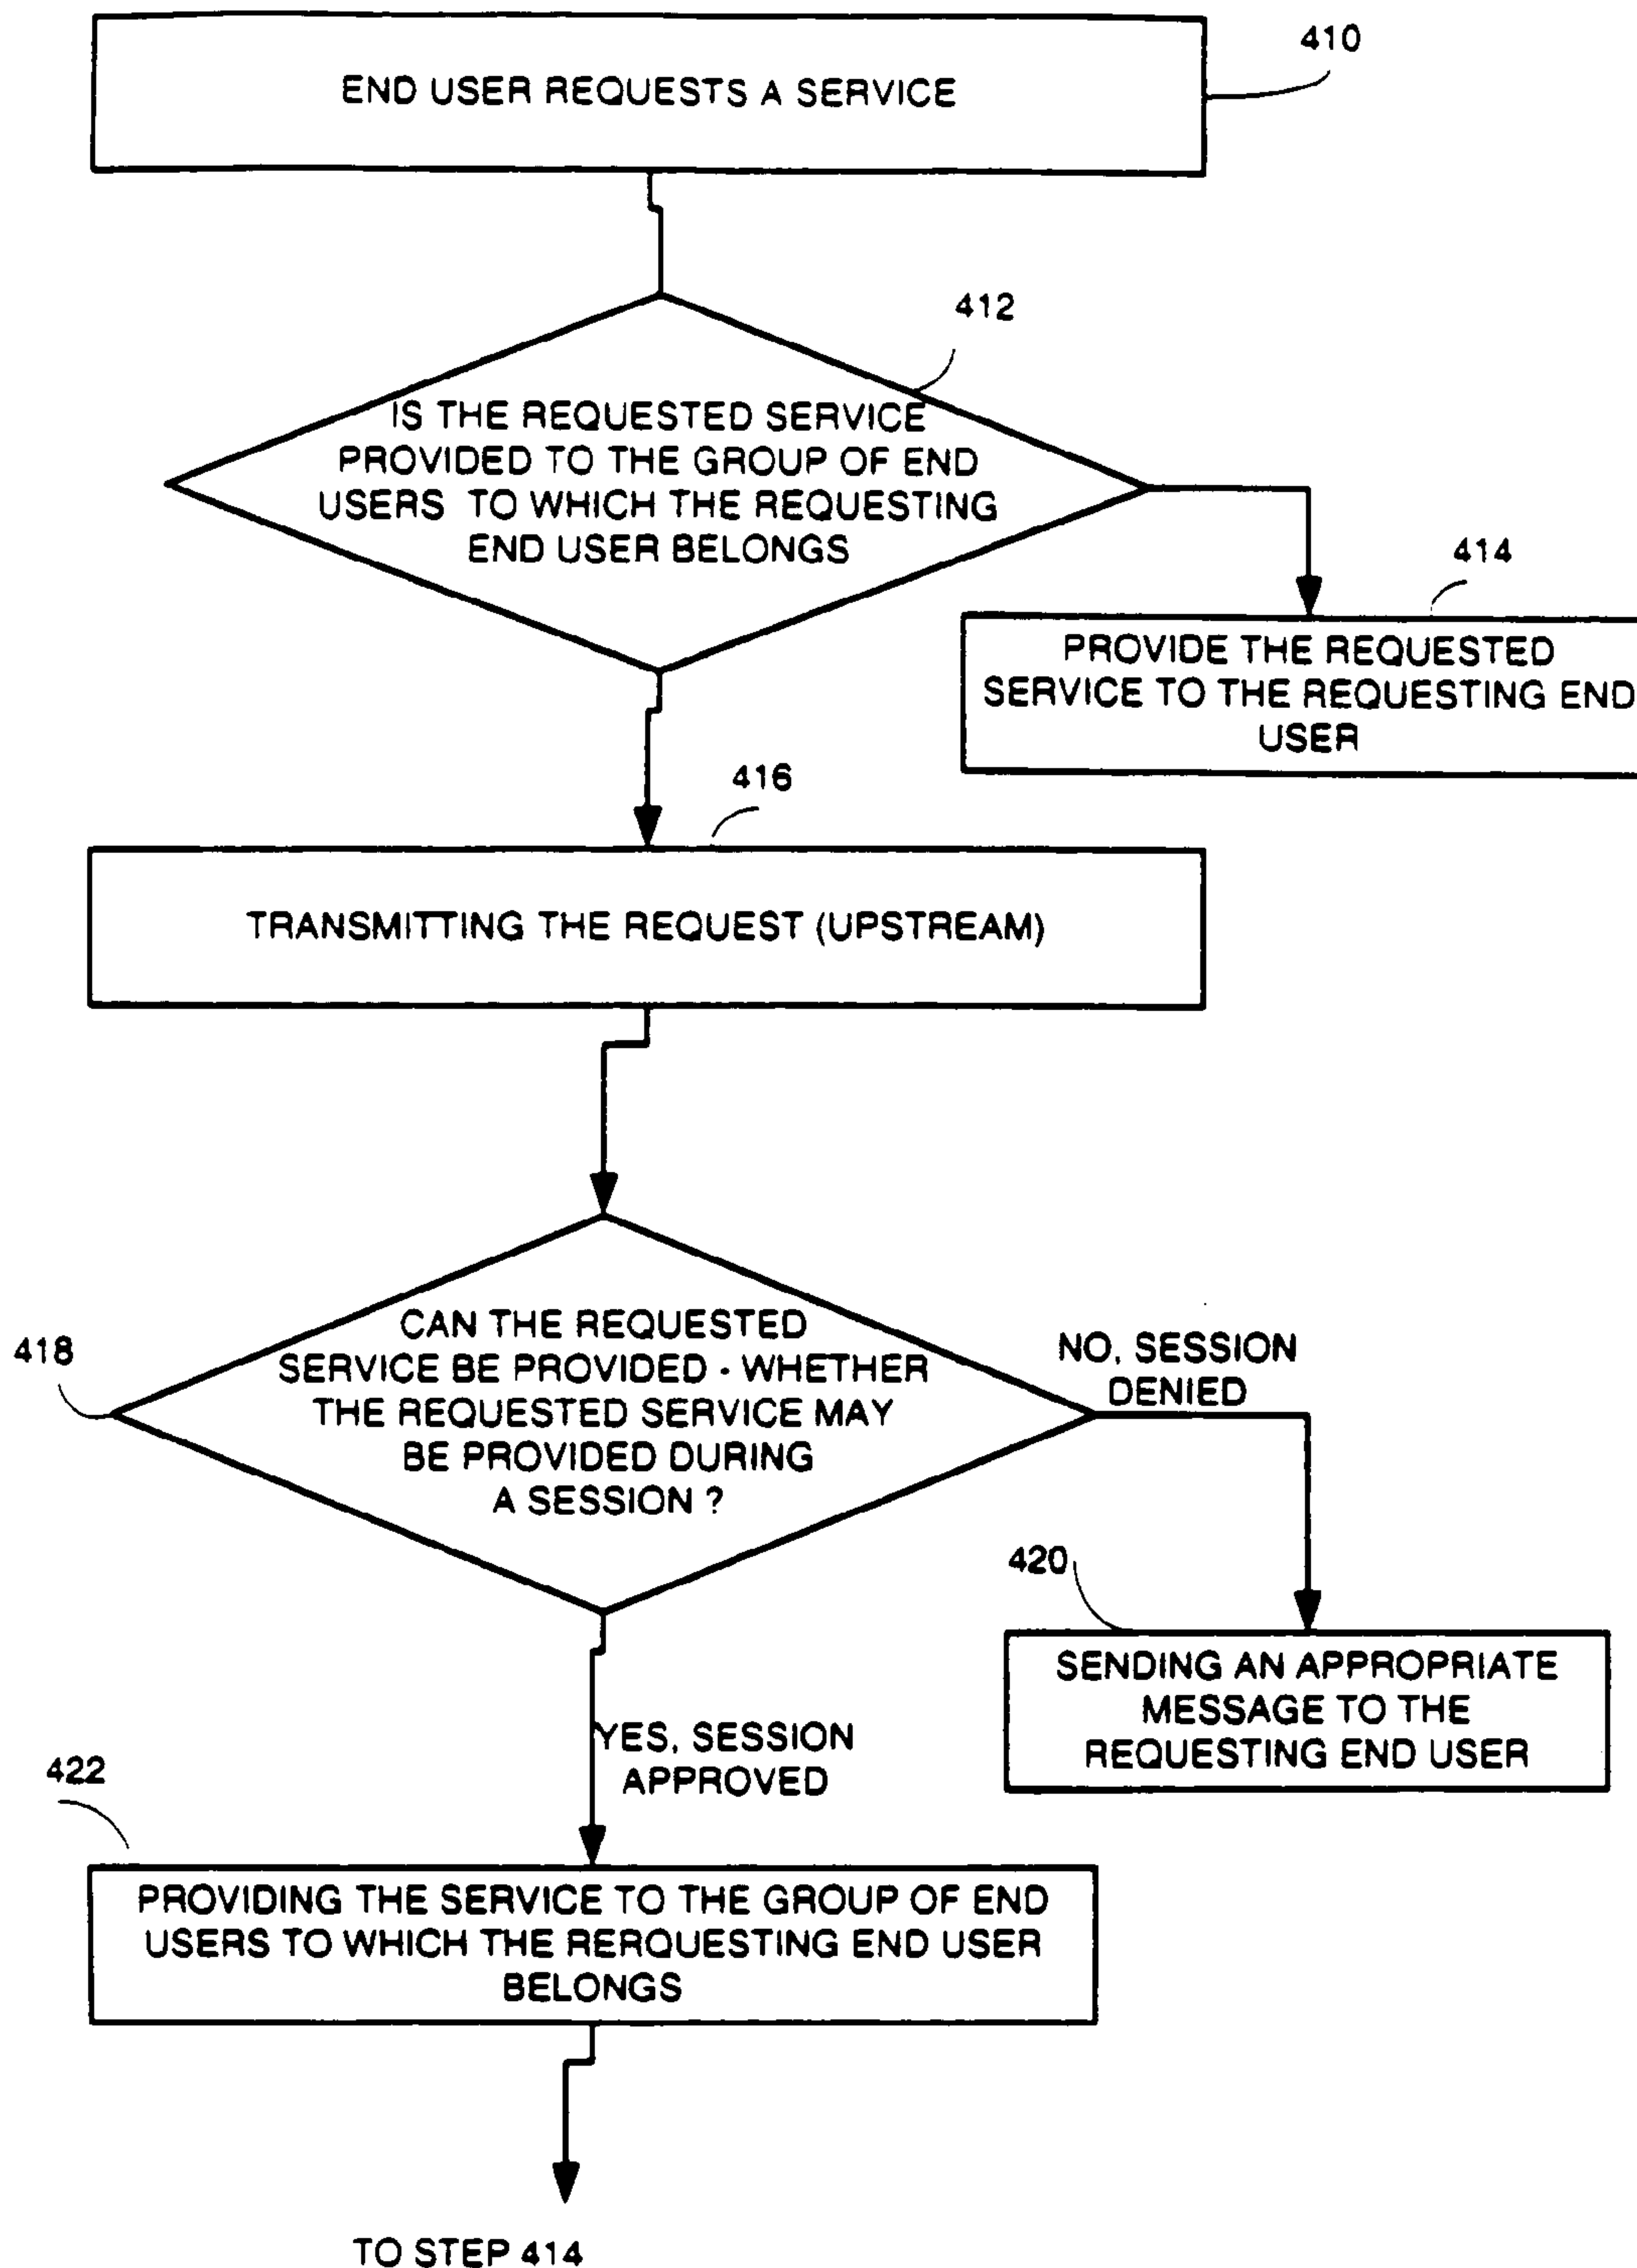 410
END USER REQUESTS A SERVICE
412
IS THE REQUESTED SERVICE
PROVIDED TO THE GROUP OF END
USERS TO WHICH THE REQUESTING
END USER BELONGS
414
PROVIDE THE REQUESTED
SERVICE TO THE REQUESTING END
USER
416
TRANSMITTING THE REQUEST (UPSTREAM)
418
CAN THE REQUESTED
SERVICE BE PROVIDED - WHETHER
THE REQUESTED SERVICE MAY
BE PROVIDED DURING
A SESSION ?
NO, SESSION
DENIED
420
SENDING AN APPROPRIATE
MESSAGE TO THE
REQUESTING END USER
YES, SESSION
APPROVED
422
PROVIDING THE SERVICE TO THE GROUP OF END
USERS TO WHICH THE RERQUESTING END USER
BELONGS
TO STEP 414